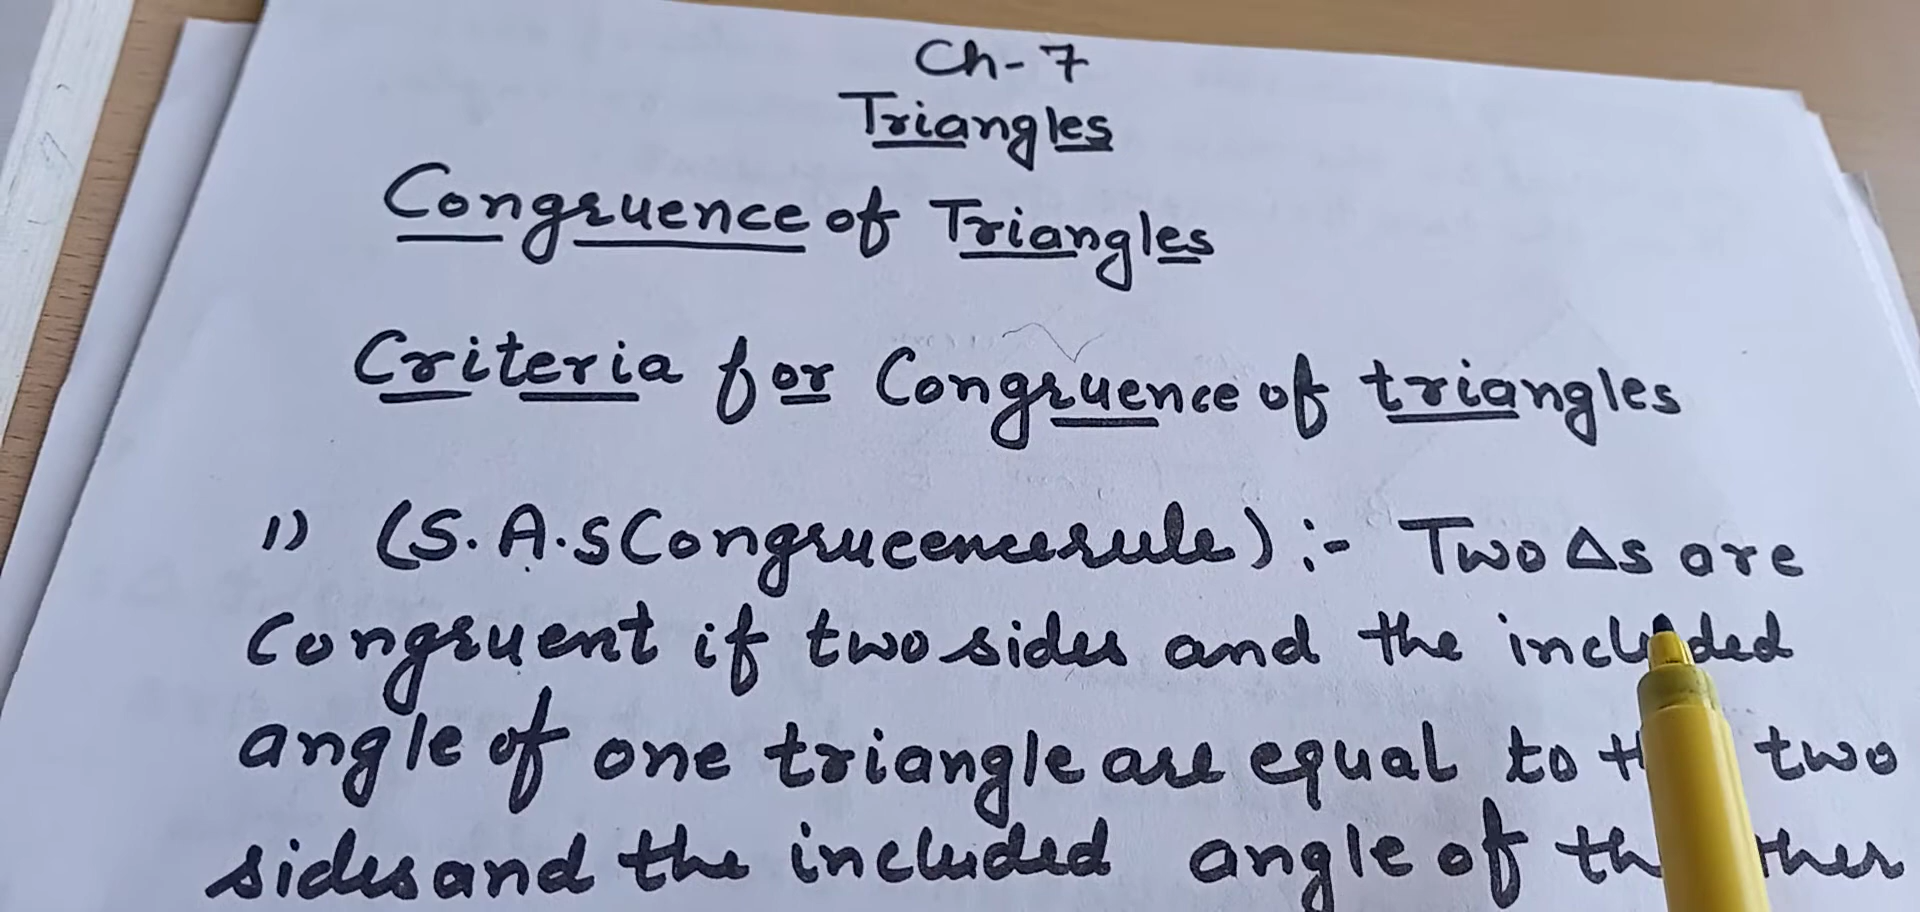 Ch-7
Triangles
Congruence of Triangles
Criteria for Congruence of triangles
1) (S.A.S Congrucence rule) :- Two Δs are
Congruent if two sides and the included
angle of one triangle are equal to two
sides and the included angle of